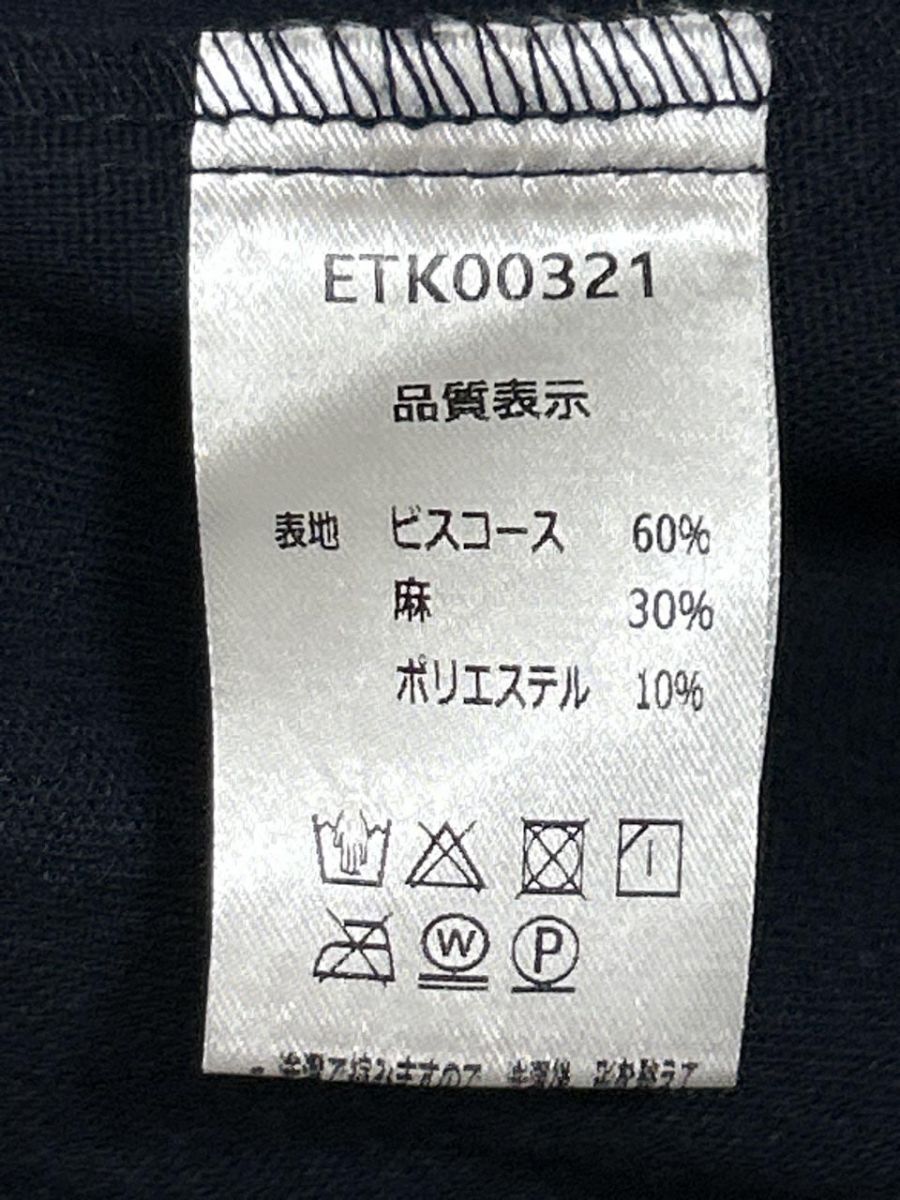 ETK00321
品質表示
表地 ビスコース 60%
麻 30%
ポリエステル 10%
W P